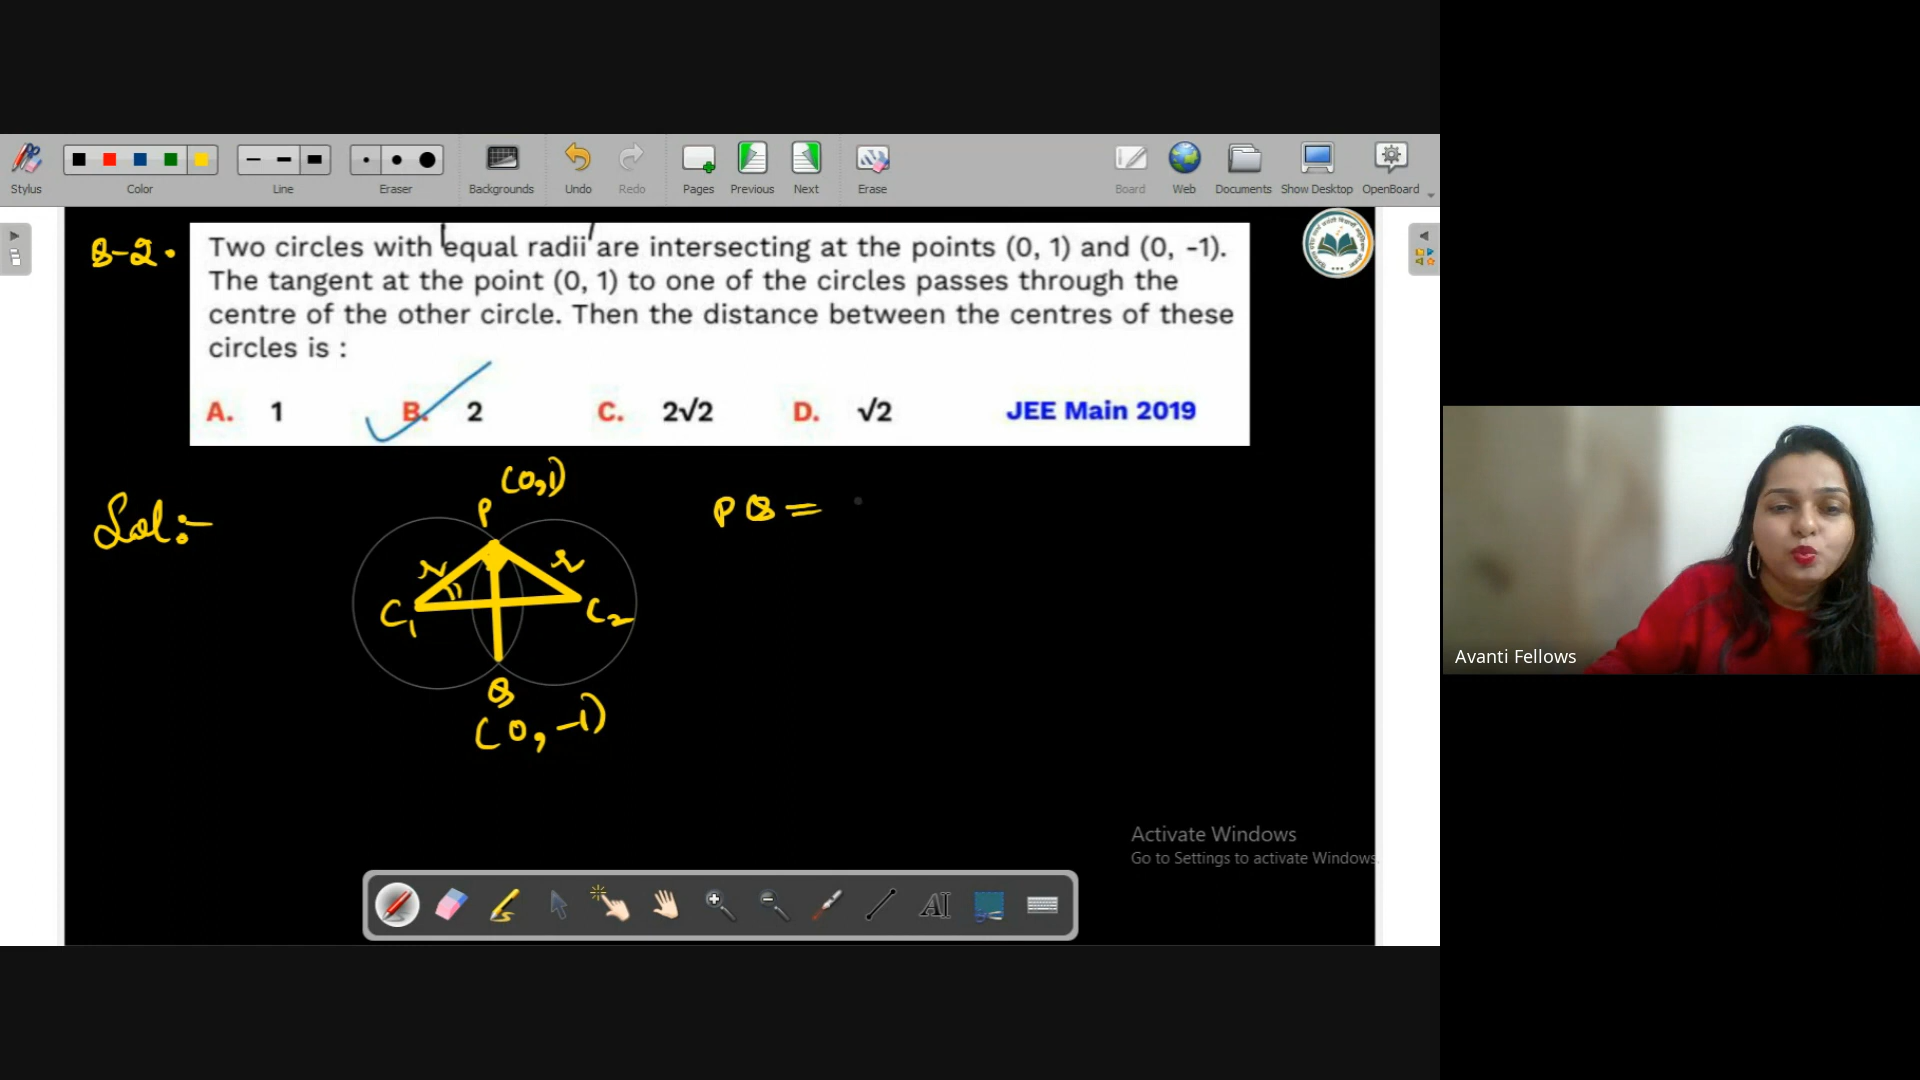 Stylus
Color
Line
Eraser
Backgrounds
Undo
Redo
Pages
Previous
Next
Erase
Board
Web
Documents
Show Desktop
OpenBoard
Q-2.
Two circles with equal radii are intersecting at the points (0, 1) and (0, -1).
The tangent at the point (0, 1) to one of the circles passes through the
centre of the other circle. Then the distance between the centres of these
circles is :
A. 1 B. 2 C. 2√2 D. √2 JEE Main 2019
Sol:-
(0,1)
P
r r
C1 C2
Q
(0, -1)
PQ =
Activate Windows
Go to Settings to activate Windows.
AI
Avanti Fellows